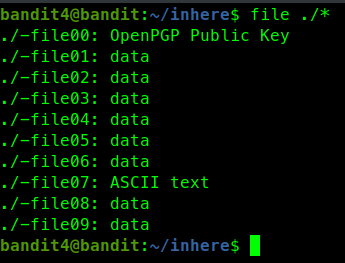 bandit4@bandit:~/inhere$ file ./*
./-file00: OpenPGP Public Key
./-file01: data
./-file02: data
./-file03: data
./-file04: data
./-file05: data
./-file06: data
./-file07: ASCII text
./-file08: data
./-file09: data
bandit4@bandit:~/inhere$